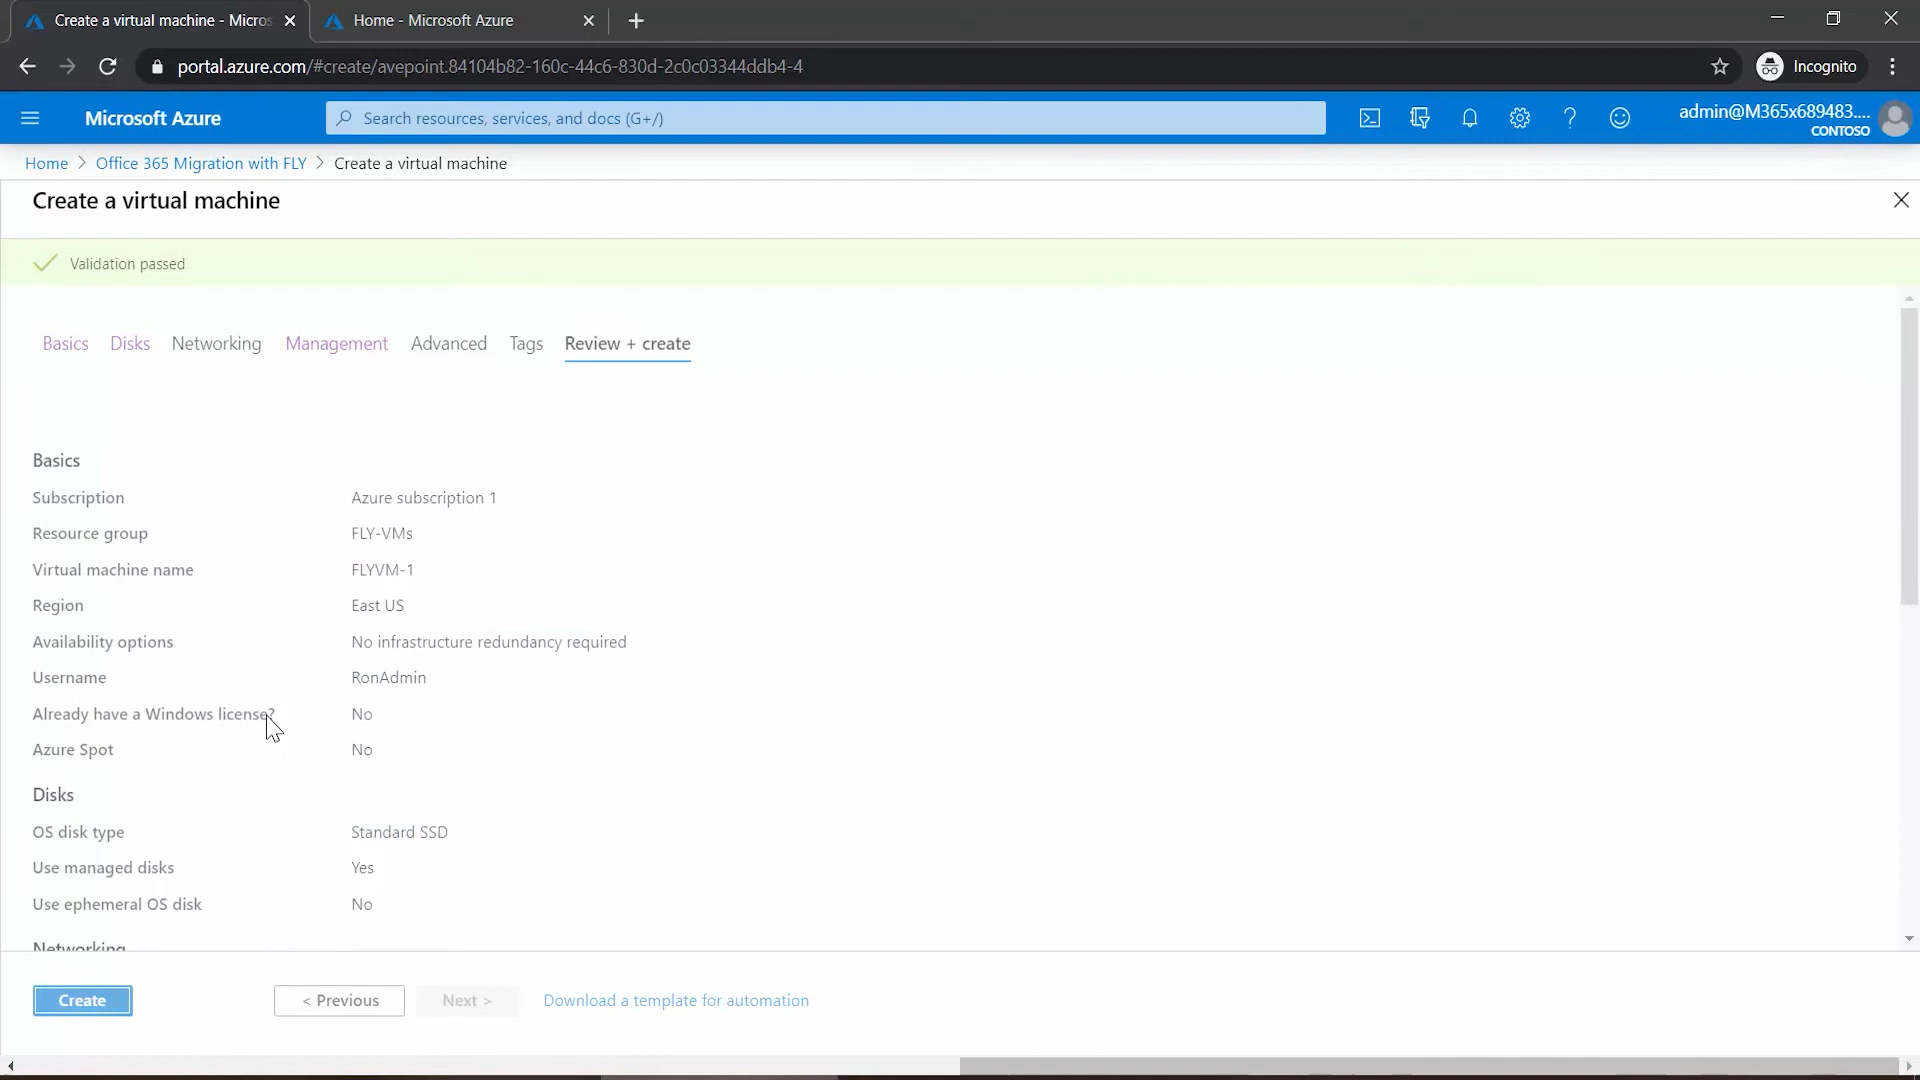 Create a virtual machine - Micros
Home - Microsoft Azure
portal.azure.com/#create/avepoint.84104b82-160c-44c6-830d-2c0c03344ddb4-4
Incognito
Microsoft Azure
Search resources, services, and docs (G+/)
admin@M365x689483....
CONTOSO
Home > Office 365 Migration with FLY > Create a virtual machine
Create a virtual machine
Validation passed
Basics Disks Networking Management Advanced Tags Review + create
Basics
Subscription Azure subscription 1
Resource group FLY-VMs
Virtual machine name FLYVM-1
Region East US
Availability options No infrastructure redundancy required
Username RonAdmin
Already have a Windows license? No
Azure Spot No
Disks
OS disk type Standard SSD
Use managed disks Yes
Use ephemeral OS disk No
Networking
Create < Previous Next > Download a template for automation